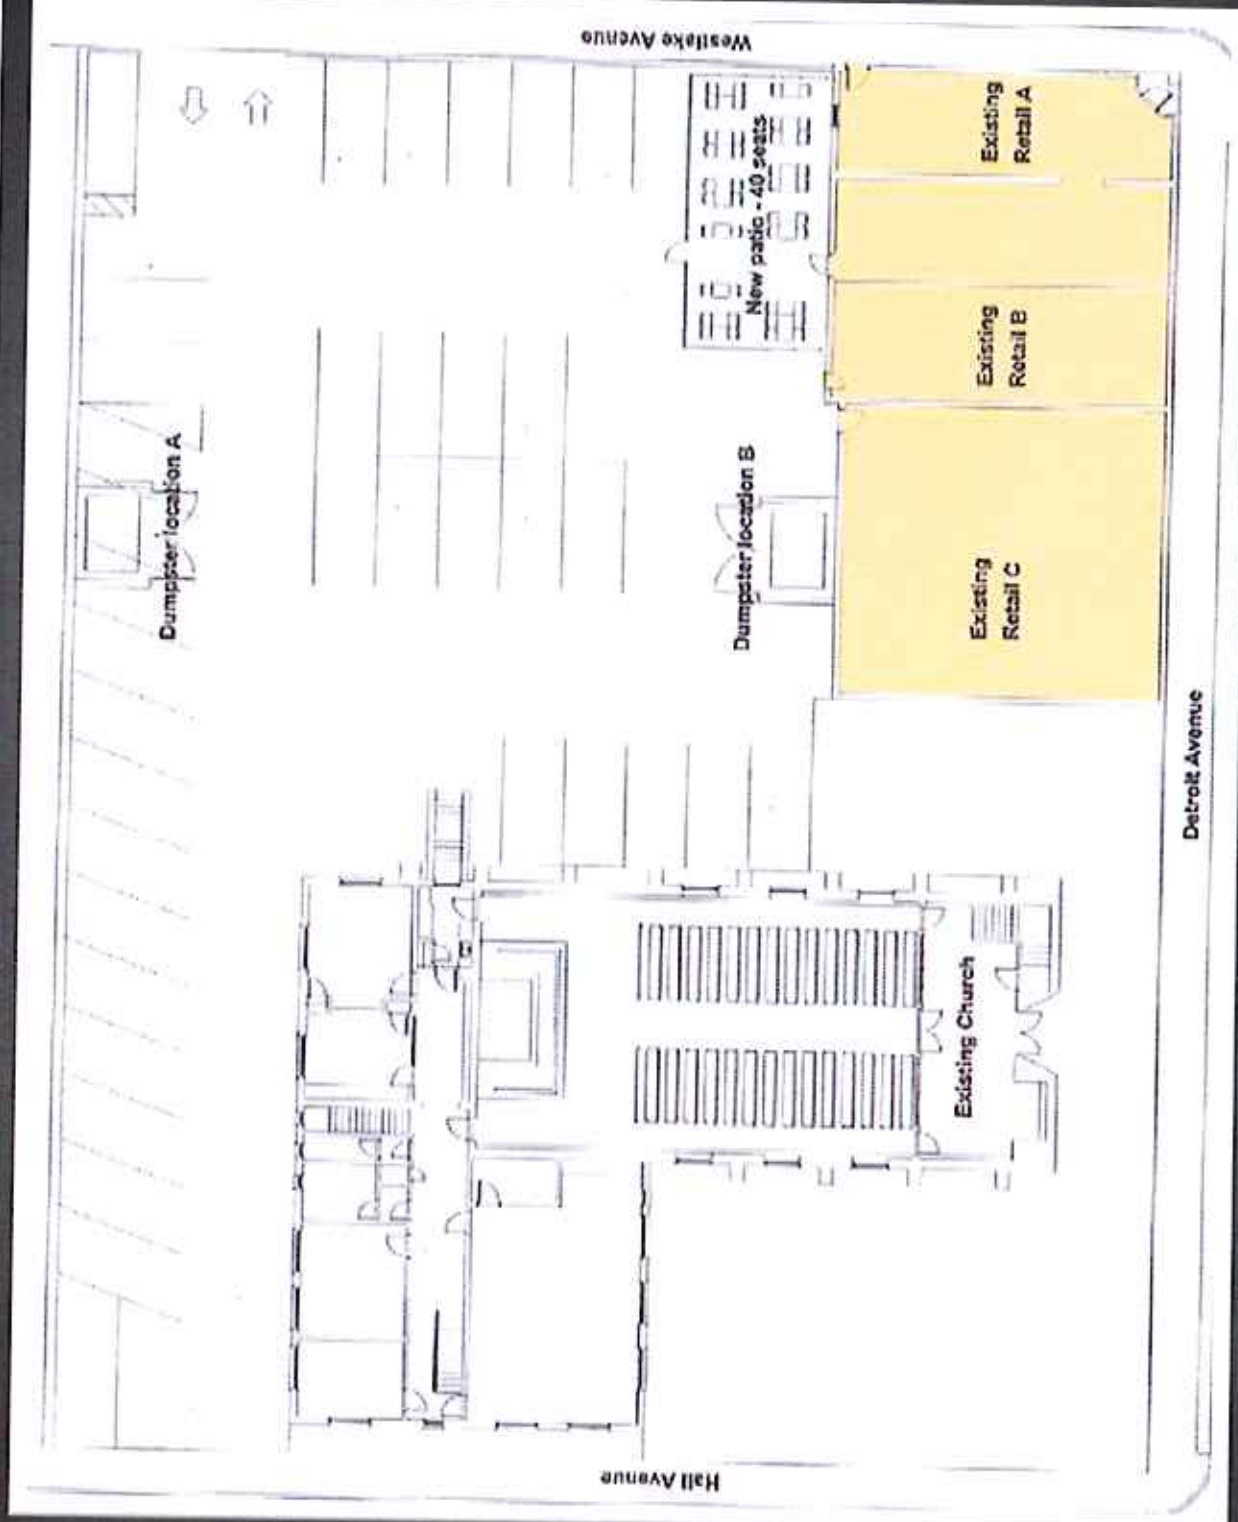 Westlake Avenue
New patio - 40 seats
Existing
Retail A
Existing
Retail B
Existing
Retail C
Dumpster location A
Dumpster location B
Detroit Avenue
Existing Church
Hall Avenue